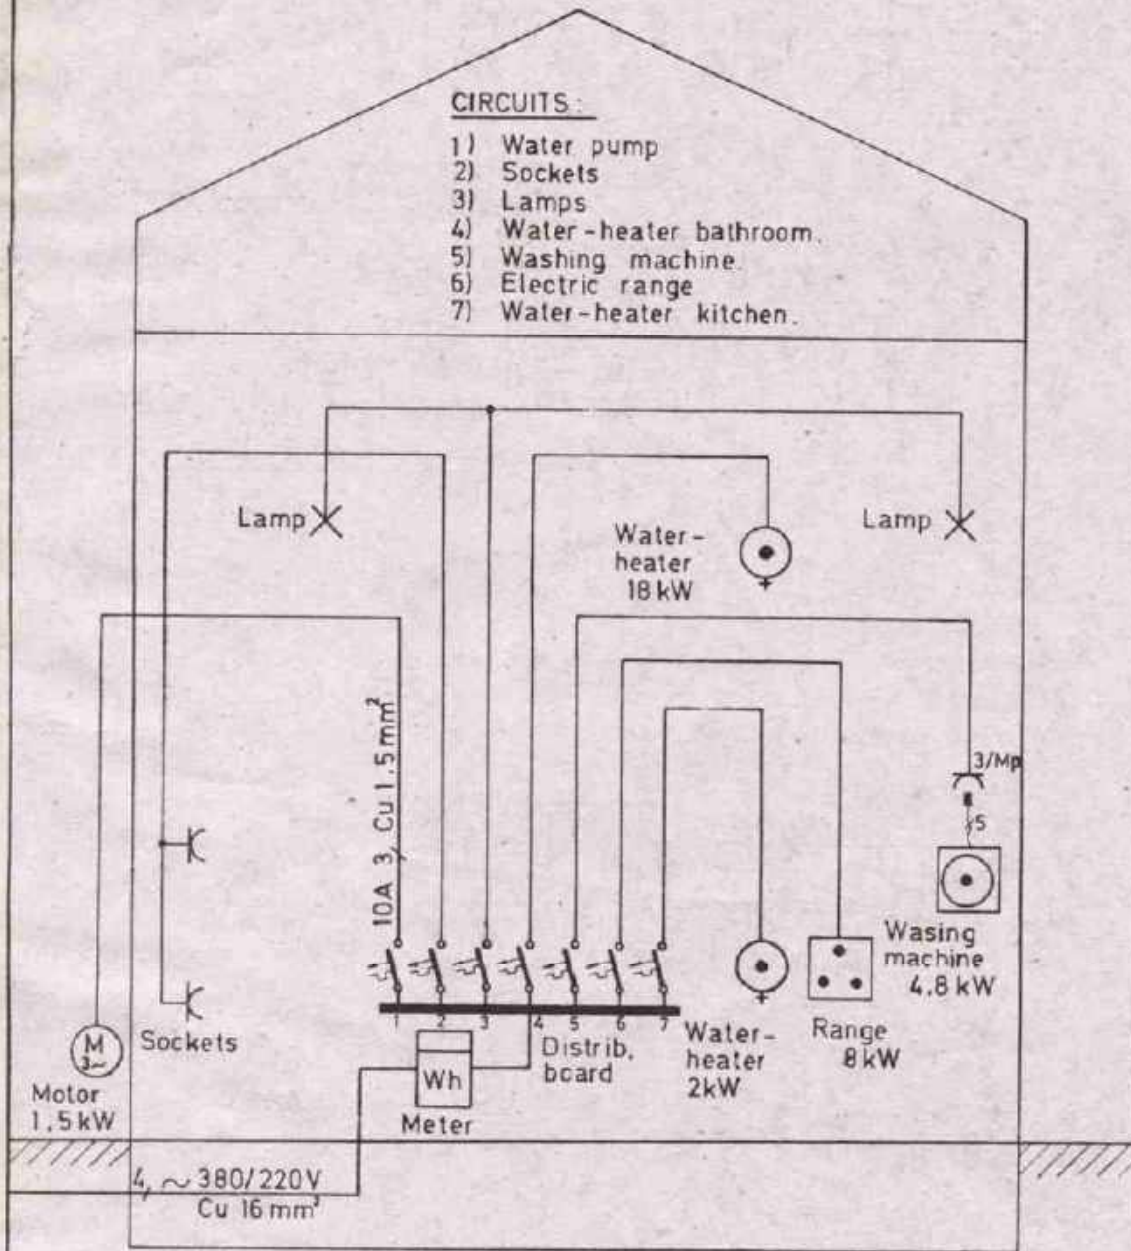 CIRCUITS:
1) Water pump
2) Sockets
3) Lamps
4) Water-heater bathroom.
5) Washing machine.
6) Electric range
7) Water-heater kitchen.
Lamp
Water-
heater
18 kW
Lamp
10A 3, Cu 1,5 mm²
3/Mp
5
Wasing
machine
4.8 kW
1 2 3 4 5 6 7
M
3~
Motor
1,5 kW
Sockets
Wh
Meter
Distrib.
board
Water-
heater
2kW
Range
8 kW
4, ~ 380/220V
Cu 16 mm²